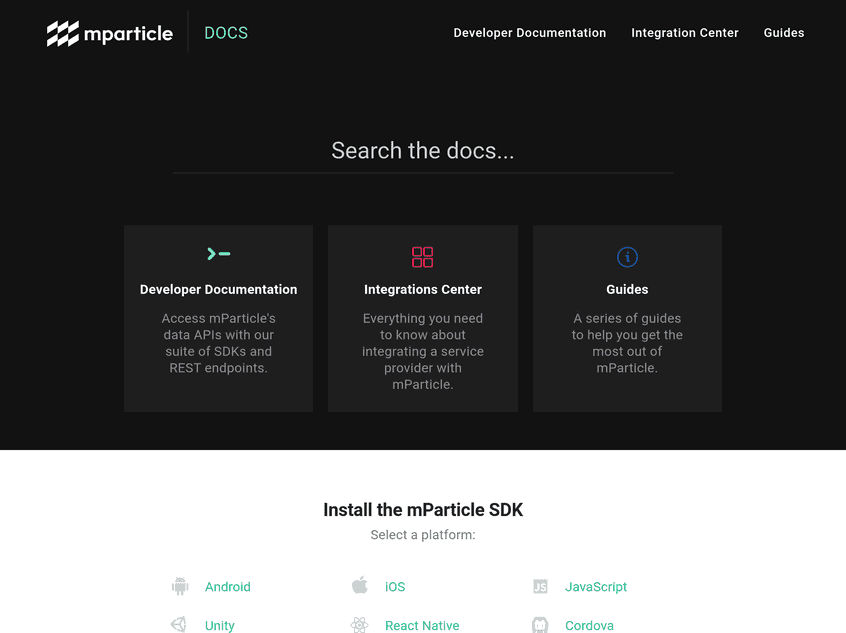 mparticle DOCS Developer Documentation Integration Center Guides
Search the docs...
Developer Documentation
Access mParticle's
data APIs with our
suite of SDKs and
REST endpoints.
Integrations Center
Everything you need
to know about
integrating a service
provider with
mParticle.
Guides
A series of guides
to help you get the
most out of
mParticle.
Install the mParticle SDK
Select a platform:
Android iOS JS JavaScript
Unity React Native Cordova